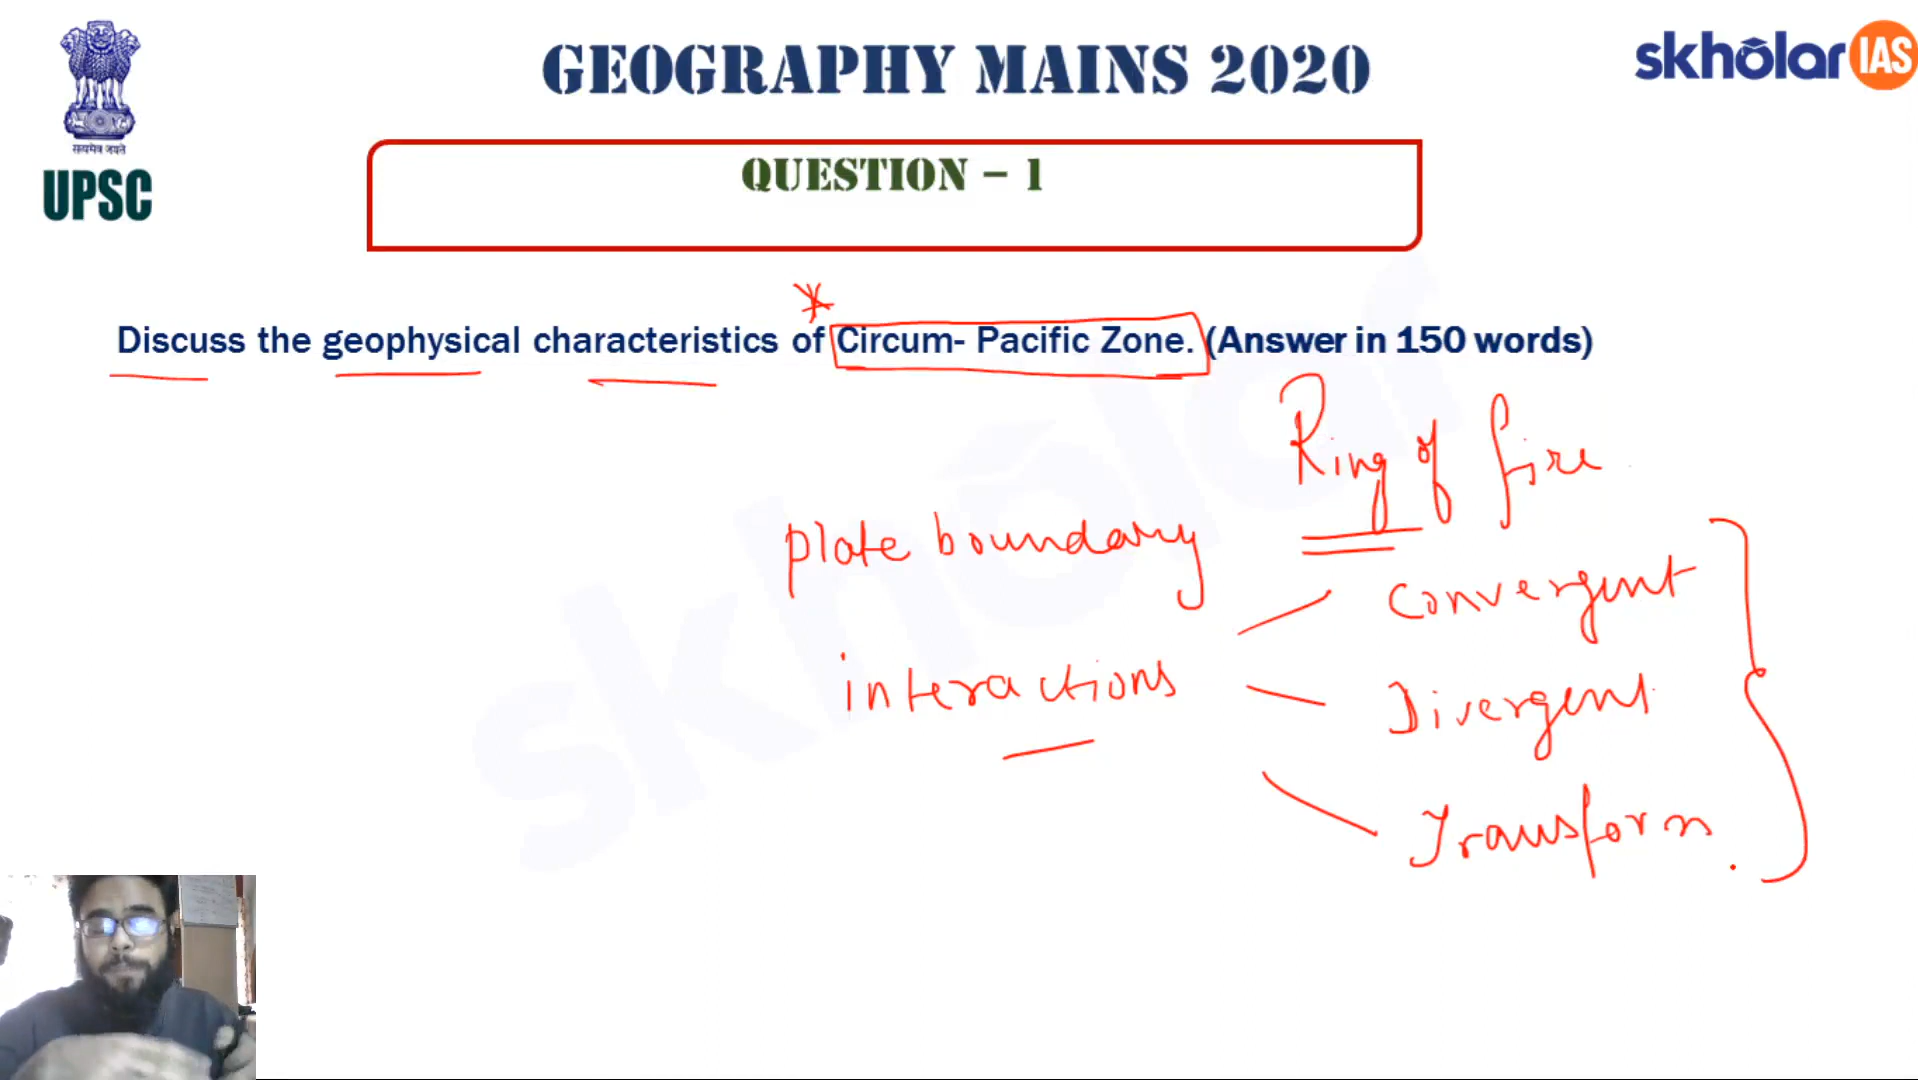 GEOGRAPHY MAINS 2020
skholar IAS
सत्यमेव जयते
UPSC
QUESTION – 1
Discuss the geophysical characteristics of Circum- Pacific Zone. (Answer in 150 words)
Ring of fire
plate boundary
interactions
Convergent
Divergent
Transform
skholar